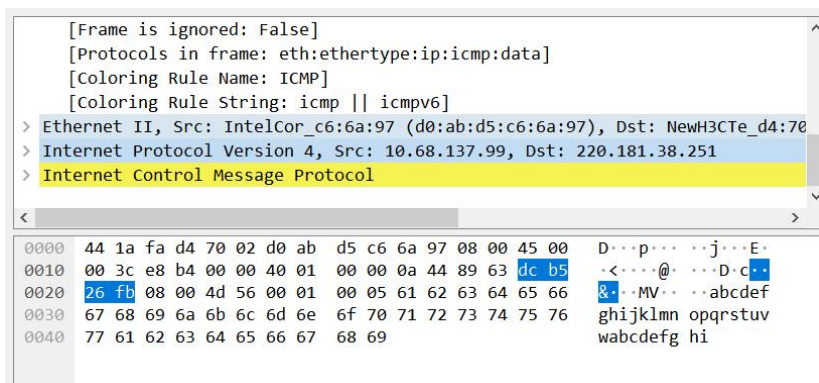 [Frame is ignored: False]
[Protocols in frame: eth:ethertype:ip:icmp:data]
[Coloring Rule Name: ICMP]
[Coloring Rule String: icmp || icmpv6]
> Ethernet II, Src: IntelCor_c6:6a:97 (d0:ab:d5:c6:6a:97), Dst: NewH3CTe_d4:70
> Internet Protocol Version 4, Src: 10.68.137.99, Dst: 220.181.38.251
> Internet Control Message Protocol
0000 44 1a fa d4 70 02 d0 ab d5 c6 6a 97 08 00 45 00 D···p··· ··j···E·
0010 00 3c e8 b4 00 00 40 01 00 00 0a 44 89 63 dc b5 ·<····@· ···D·c··
0020 26 fb 08 00 4d 56 00 01 00 05 61 62 63 64 65 66 &···MV·· ··abcdef
0030 67 68 69 6a 6b 6c 6d 6e 6f 70 71 72 73 74 75 76 ghijklmn opqrstuv
0040 77 61 62 63 64 65 66 67 68 69 wabcdefg hi